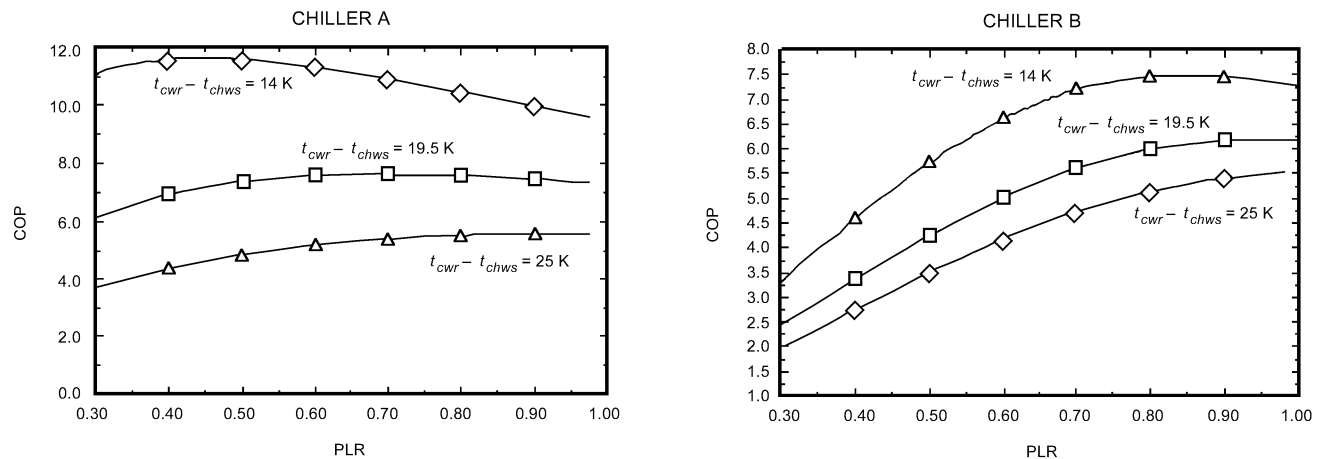 CHILLER A
12.0
10.0
8.0
6.0
4.0
2.0
0.0
COP
t_cwr – t_chws = 14 K
t_cwr – t_chws = 19.5 K
t_cwr – t_chws = 25 K
0.30 0.40 0.50 0.60 0.70 0.80 0.90 1.00
PLR
CHILLER B
8.0
7.5
7.0
6.5
6.0
5.5
5.0
4.5
4.0
3.5
3.0
2.5
2.0
1.5
1.0
COP
t_cwr – t_chws = 14 K
t_cwr – t_chws = 19.5 K
t_cwr – t_chws = 25 K
0.30 0.40 0.50 0.60 0.70 0.80 0.90 1.00
PLR